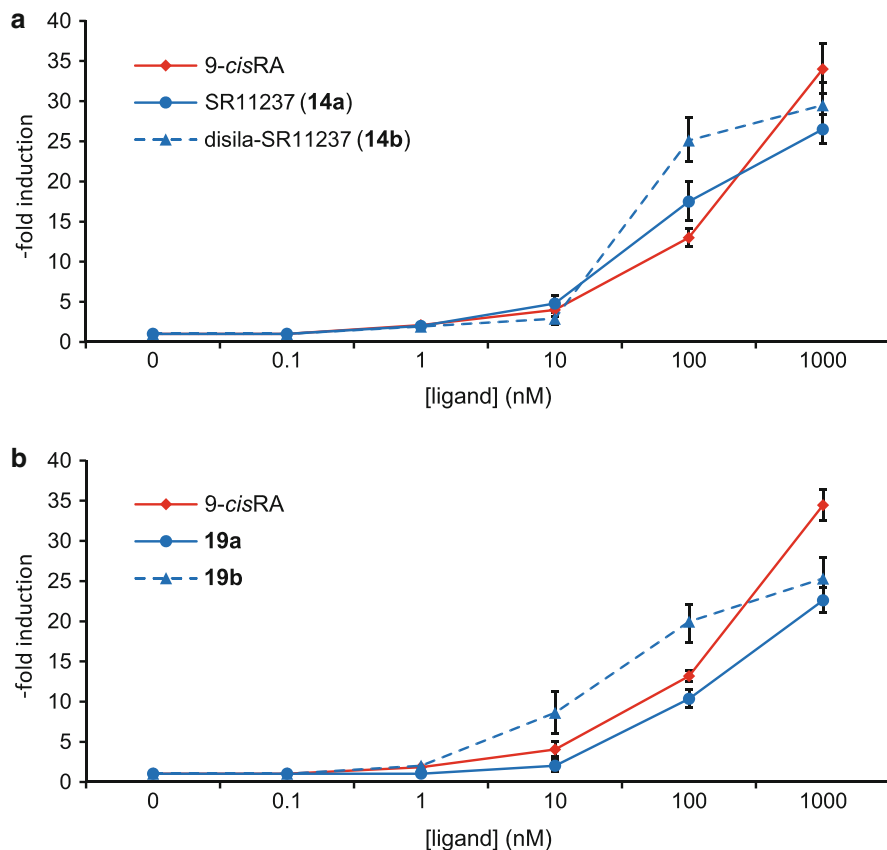 a
40
35
30
25
20
15
10
5
0
-fold induction
9-cisRA
SR11237 (14a)
disila-SR11237 (14b)
0 0.1 1 10 100 1000
[ligand] (nM)
b
40
35
30
25
20
15
10
5
0
-fold induction
9-cisRA
19a
19b
0 0.1 1 10 100 1000
[ligand] (nM)